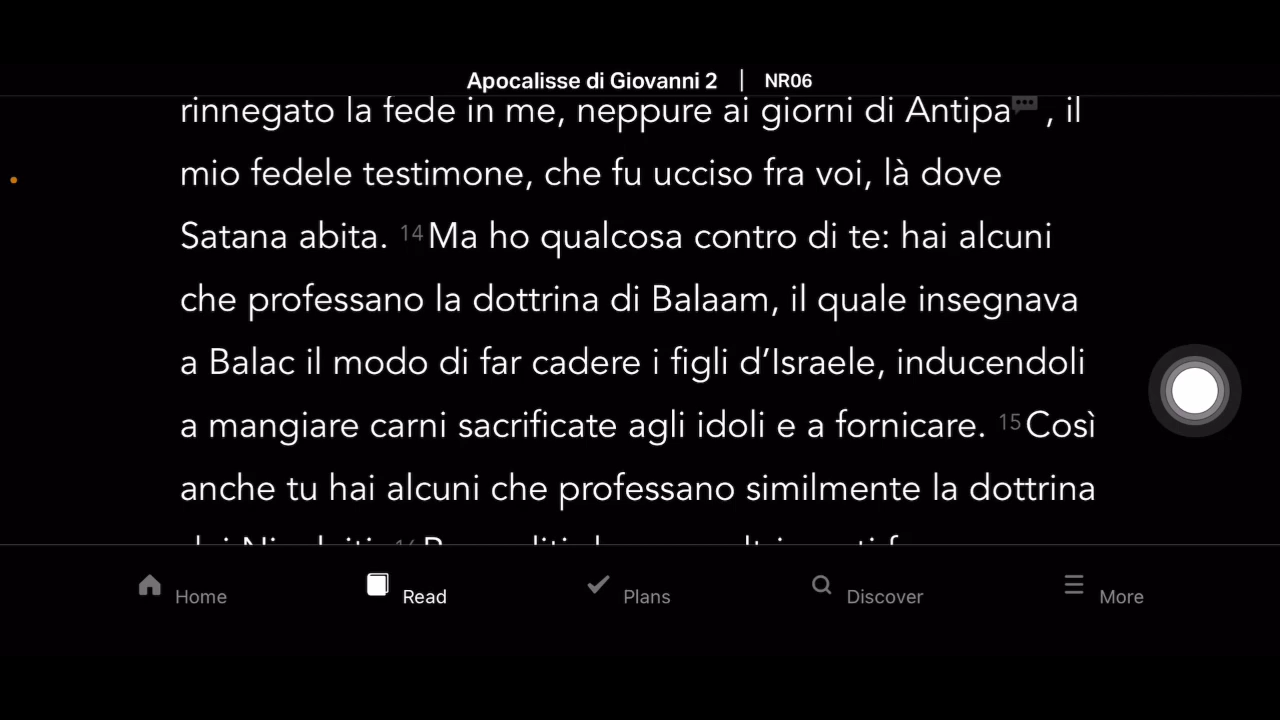 Apocalisse di Giovanni 2 | NR06
rinnegato la fede in me, neppure ai giorni di Antipa , il
mio fedele testimone, che fu ucciso fra voi, là dove
Satana abita. 14 Ma ho qualcosa contro di te: hai alcuni
che professano la dottrina di Balaam, il quale insegnava
a Balac il modo di far cadere i figli d’Israele, inducendoli
a mangiare carni sacrificate agli idoli e a fornicare. 15 Così
anche tu hai alcuni che professano similmente la dottrina
Home Read Plans Discover More